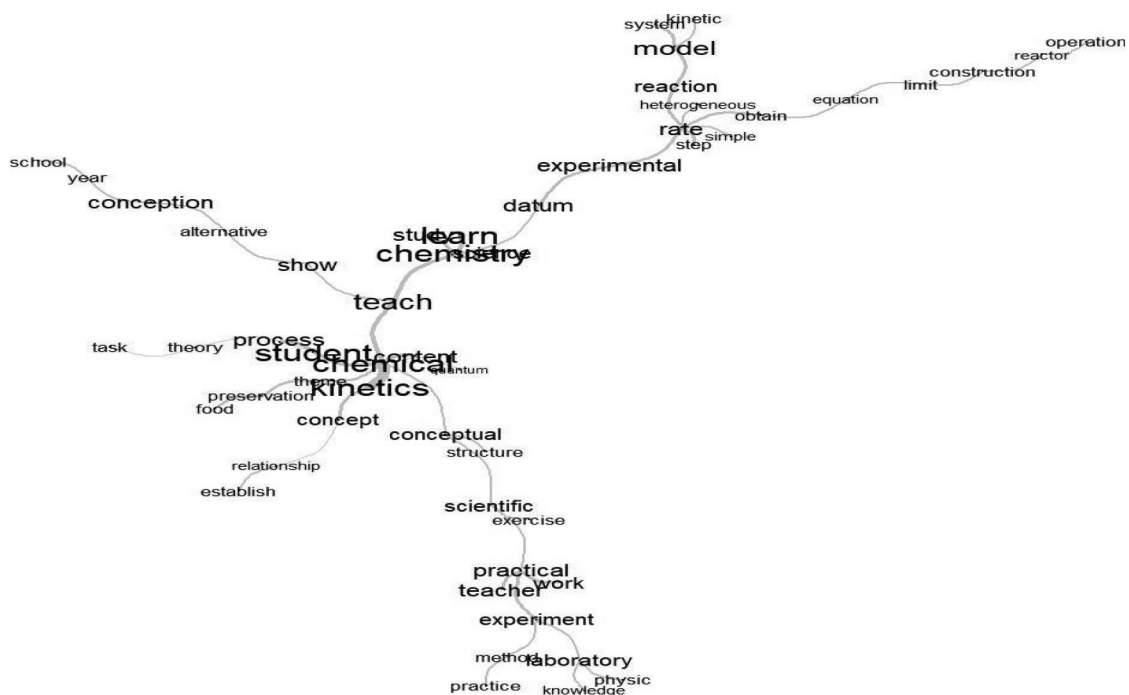 kinetic
system
operation
model
reactor
construction
reaction
limit
equation
heterogeneous
obtain
rate
simple
step
school
experimental
year
conception
datum
alternative
study
learn
chemistry
science
show
teach
process
task
theory
student
content
chemical
quantum
theme
kinetics
preservation
food
concept
conceptual
structure
relationship
establish
scientific
exercise
practical
work
teacher
experiment
method
laboratory
physic
practice
knowledge